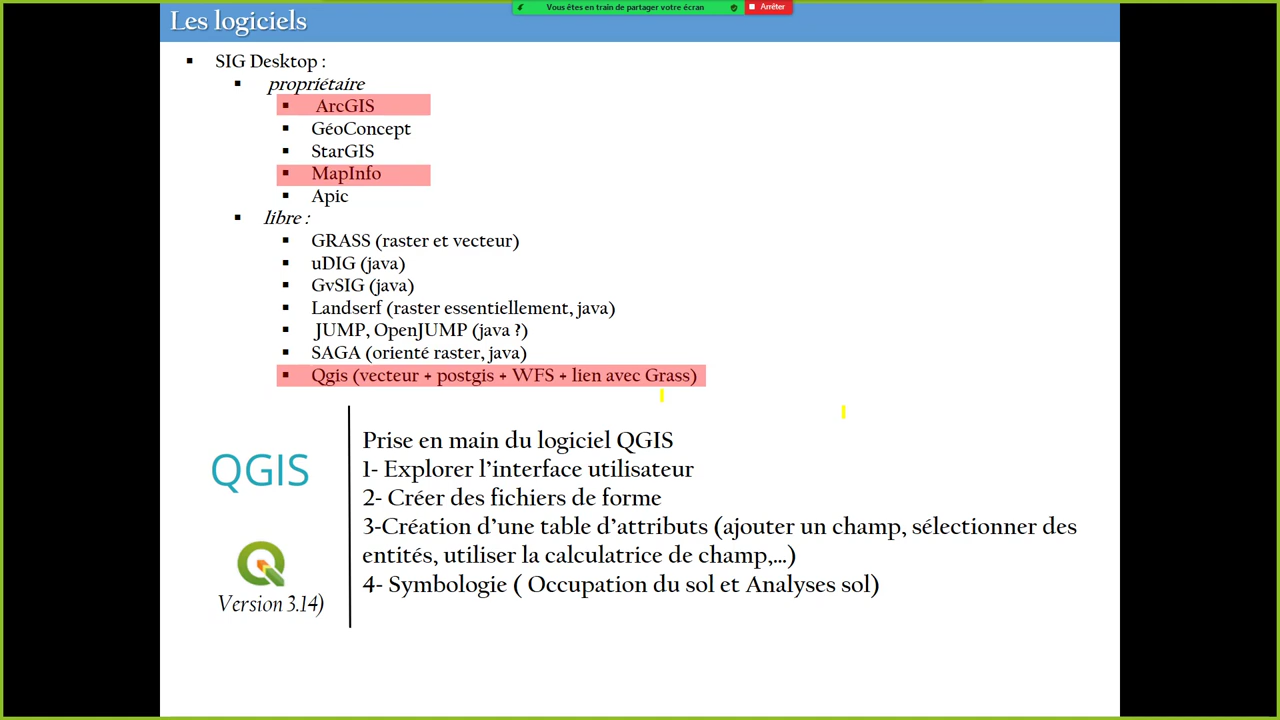 Vous êtes en train de partager votre écran
Arrêter
Les logiciels
SIG Desktop :
propriétaire
ArcGIS
GéoConcept
StarGIS
MapInfo
Apic
libre :
GRASS (raster et vecteur)
uDIG (java)
GvSIG (java)
Landserf (raster essentiellement, java)
JUMP, OpenJUMP (java ?)
SAGA (orienté raster, java)
Qgis (vecteur + postgis + WFS + lien avec Grass)
QGIS
Version 3.14)
Prise en main du logiciel QGIS
1- Explorer l’interface utilisateur
2- Créer des fichiers de forme
3-Création d’une table d’attributs (ajouter un champ, sélectionner des
entités, utiliser la calculatrice de champ,...)
4- Symbologie ( Occupation du sol et Analyses sol)